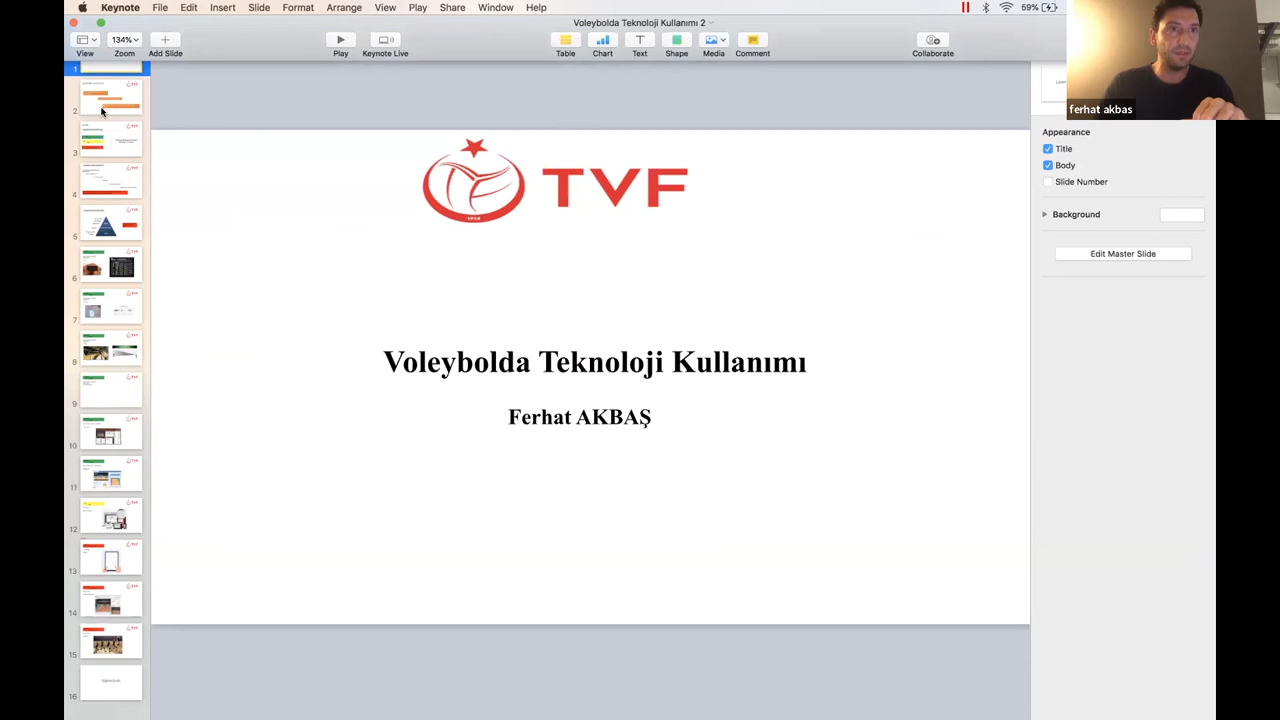 Keynote File Edit Insert Slide Format Arrange View Play Share Window Help
59%
Voleybolda Teknoloji Kullanımı 2
134%
View Zoom Add Slide Play Keynote Live Table Chart Text Shape Media Comment Collaborate
ferhat akbas
Appearance
Title
Body
Slide Number
Background
Edit Master Slide
TVF
Voleybolda Teknoloji Kullanımı
Ferhat AKBAŞ
1
2
3
4
5
6
7
8
9
10
11
12
13
14
15
16